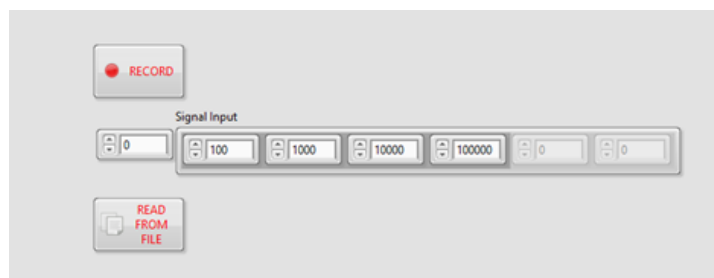 RECORD
Signal Input
0 100 1000 10000 100000 0 0
READ
FROM
FILE